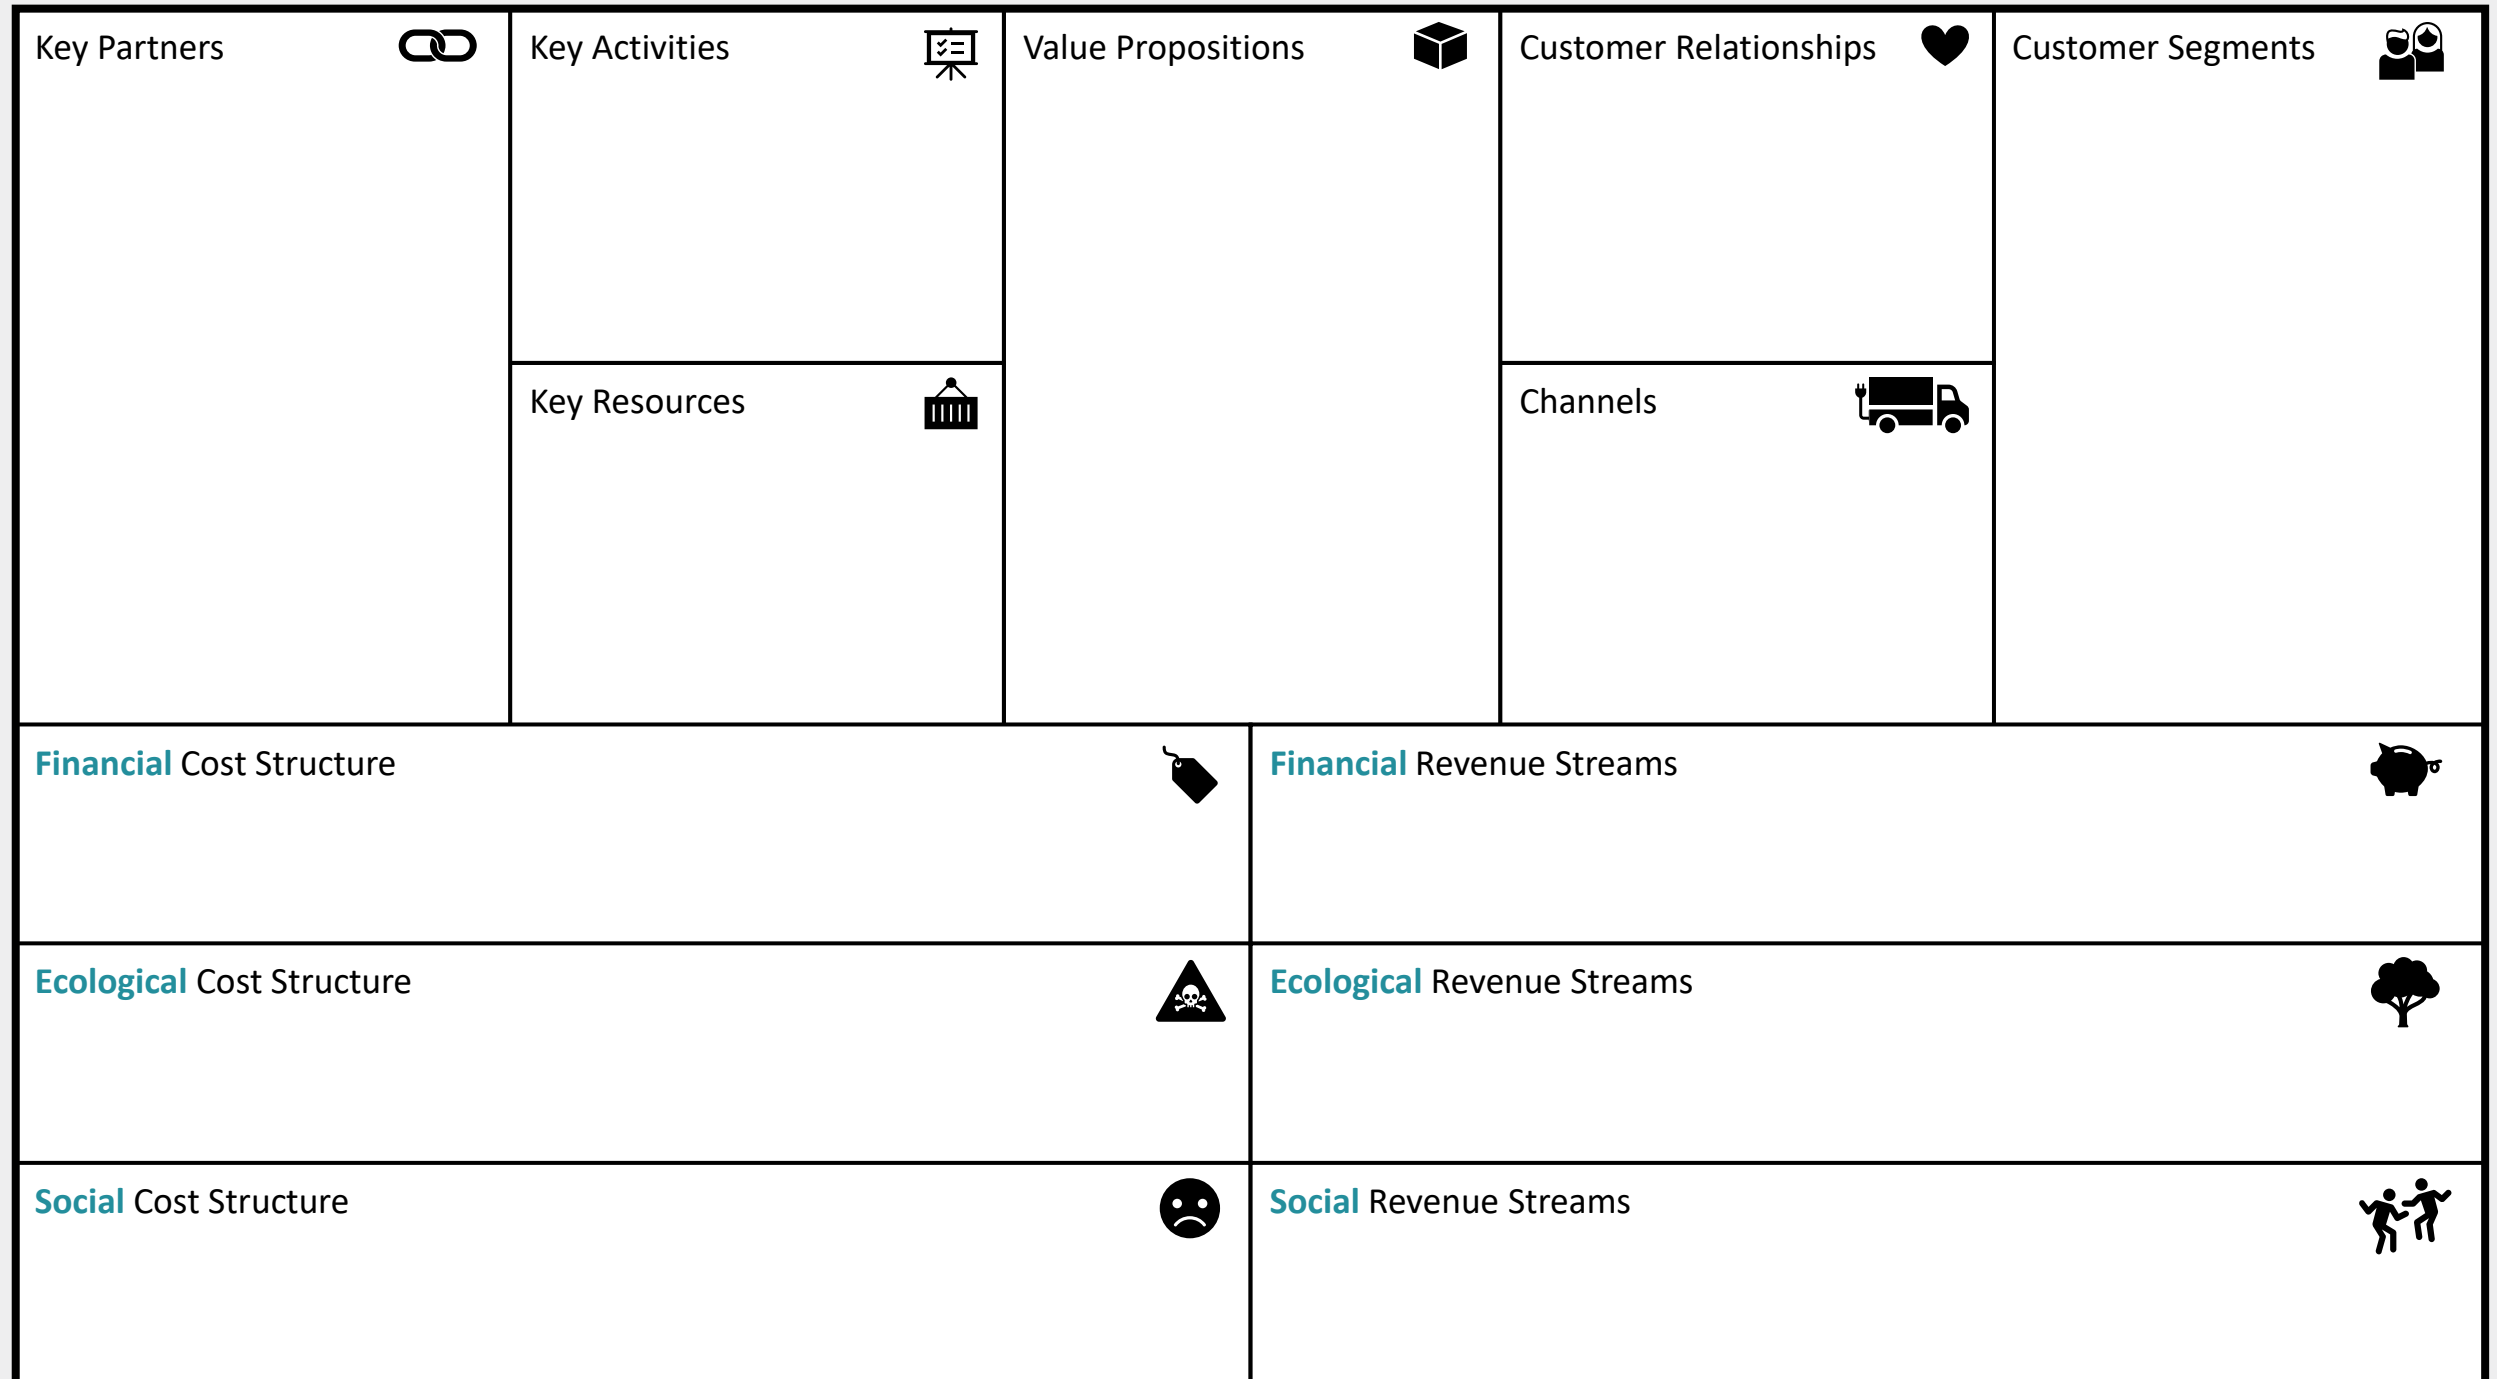 Key Partners
Key Activities
Value Propositions
Customer Relationships
Customer Segments
Key Resources
Channels
Financial Cost Structure
Financial Revenue Streams
Ecological Cost Structure
Ecological Revenue Streams
Social Cost Structure
Social Revenue Streams